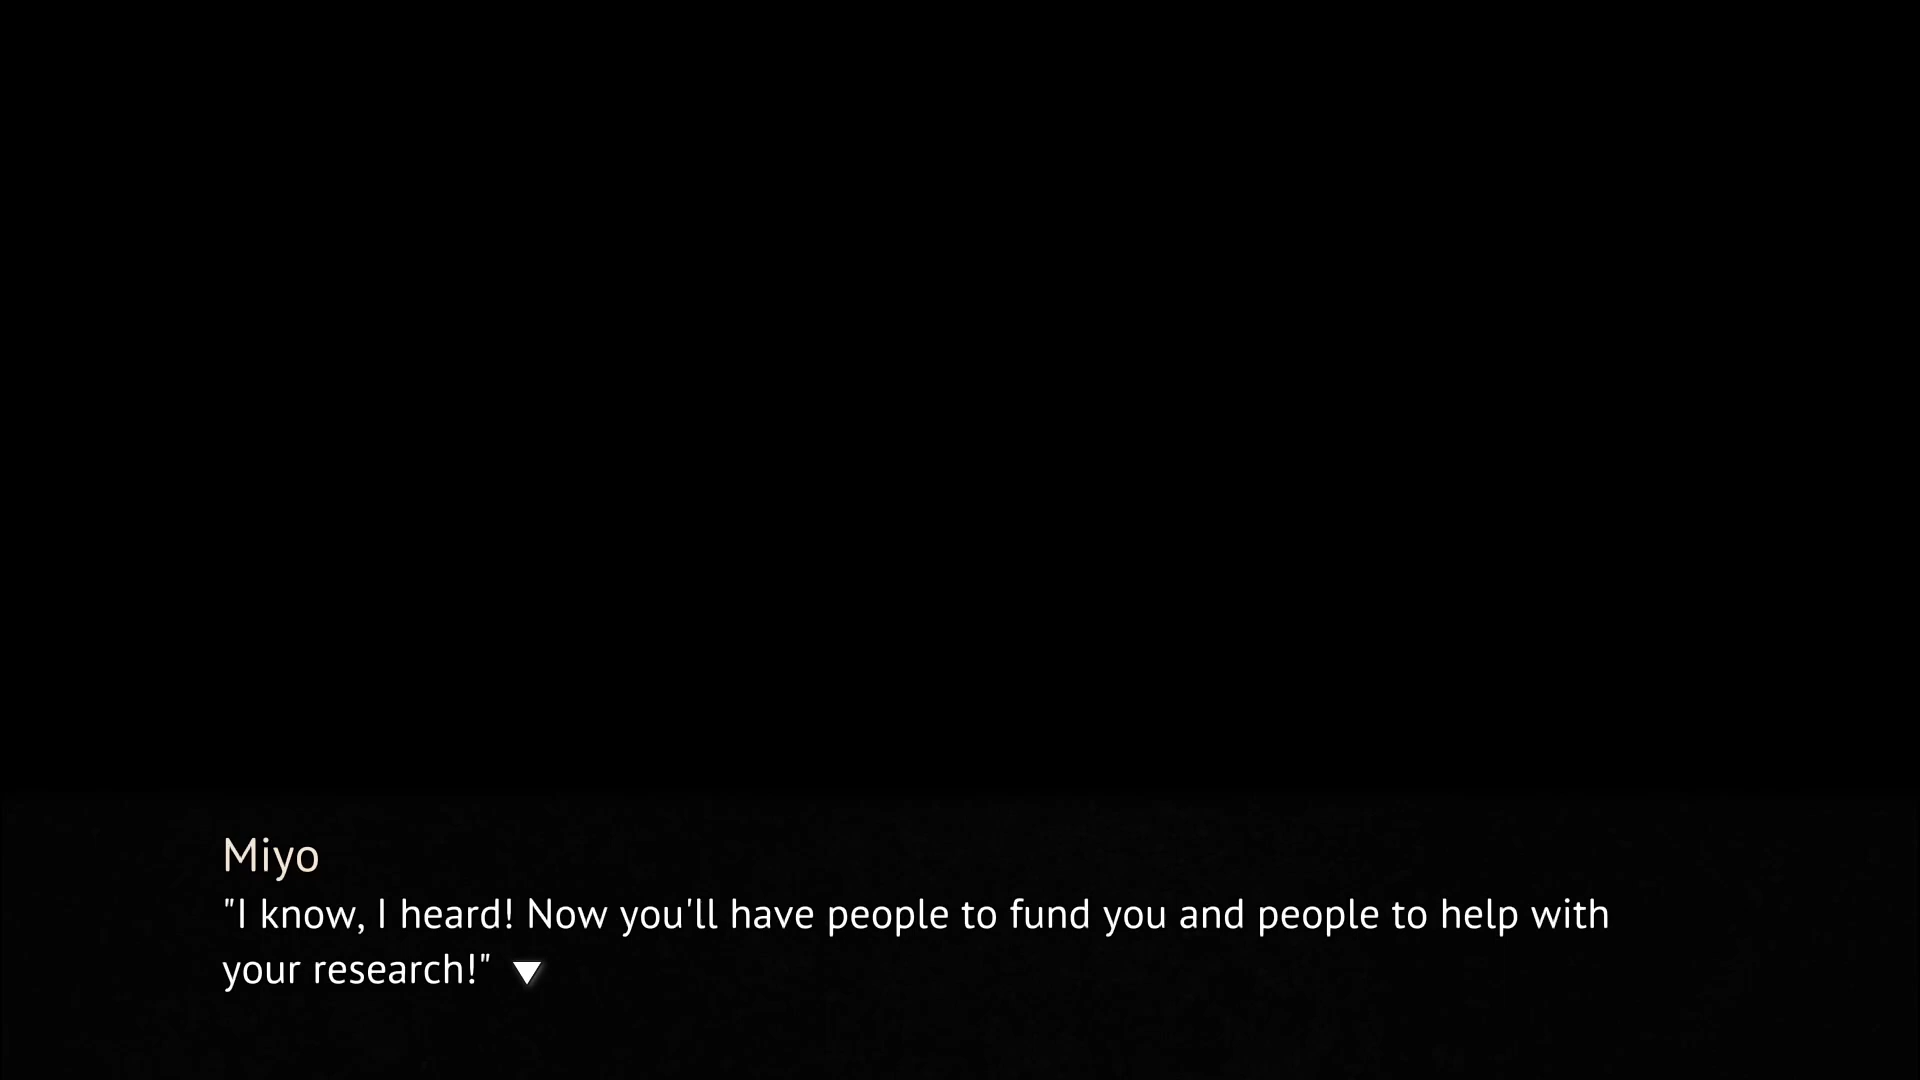 Miyo
"I know, I heard! Now you'll have people to fund you and people to help with
your research!"